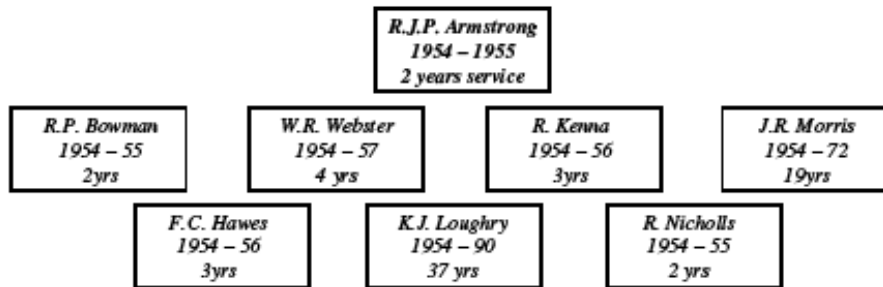 R.J.P. Armstrong
1954 – 1955
2 years service
R.P. Bowman
1954 – 55
2yrs
W.R. Webster
1954 – 57
4 yrs
R. Kenna
1954 – 56
3yrs
J.R. Morris
1954 – 72
19yrs
F.C. Hawes
1954 – 56
3yrs
K.J. Loughry
1954 – 90
37 yrs
R. Nicholls
1954 – 55
2 yrs